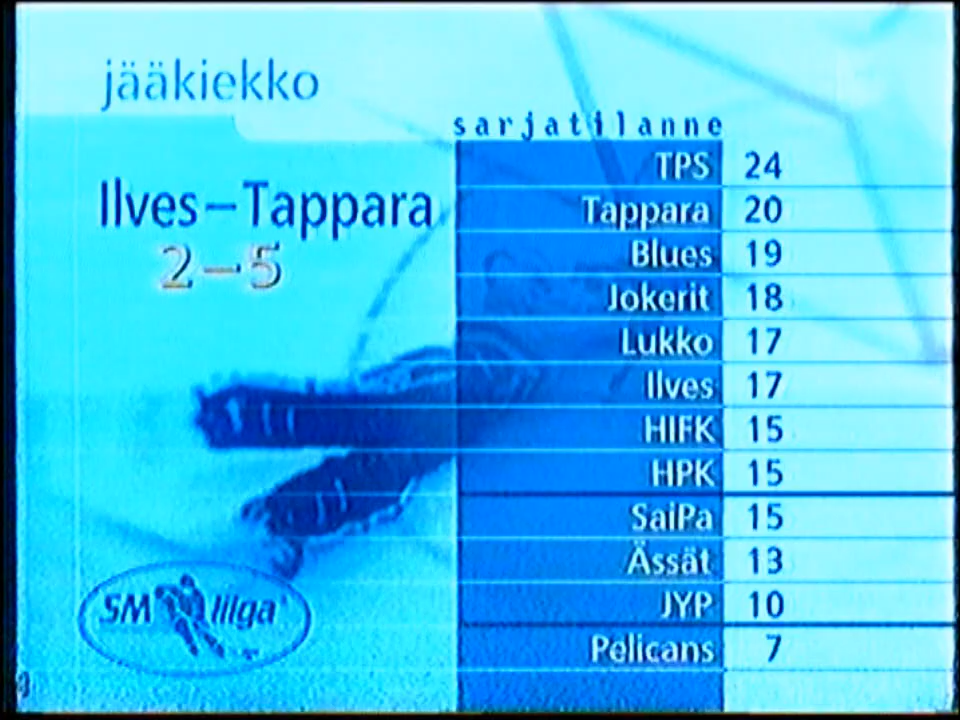 jääkiekko
Ilves–Tappara
2–5
sarjatilanne
TPS 24
Tappara 20
Blues 19
Jokerit 18
Lukko 17
Ilves 17
HIFK 15
HPK 15
SaiPa 15
Ässät 13
JYP 10
Pelicans 7
SM liiga